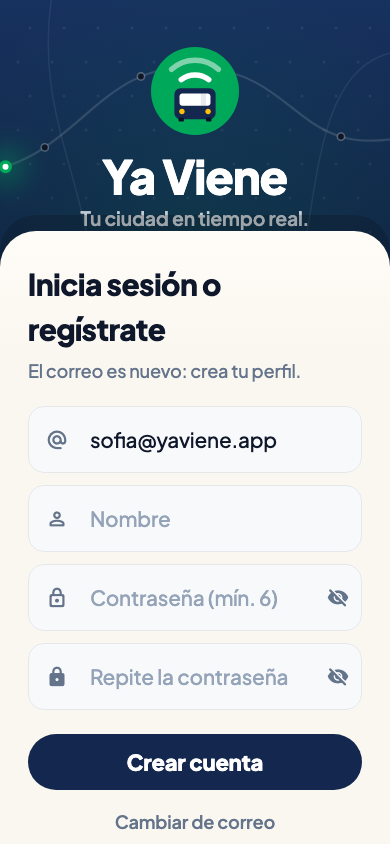 Ya Viene
Tu ciudad en tiempo real.
Inicia sesión o
regístrate
El correo es nuevo: crea tu perfil.
sofia@yaviene.app
Nombre
Contraseña (mín. 6)
Repite la contraseña
Crear cuenta
Cambiar de correo